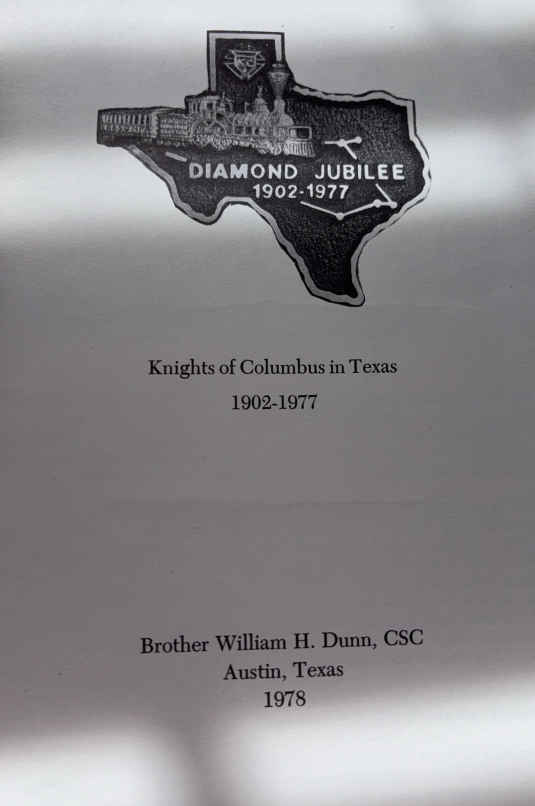 DIAMOND JUBILEE
1902-1977
Knights of Columbus in Texas
1902-1977
Brother William H. Dunn, CSC
Austin, Texas
1978